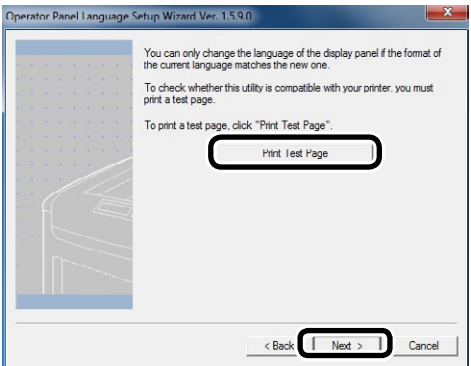 Operator Panel Language Setup Wizard Ver. 1.5.9.0
You can only change the language of the display panel if the format of
the current language matches the new one.
To check whether this utility is compatible with your printer, you must
print a test page.
To print a test page, click "Print Test Page".
Print Test Page
< Back
Next >
Cancel